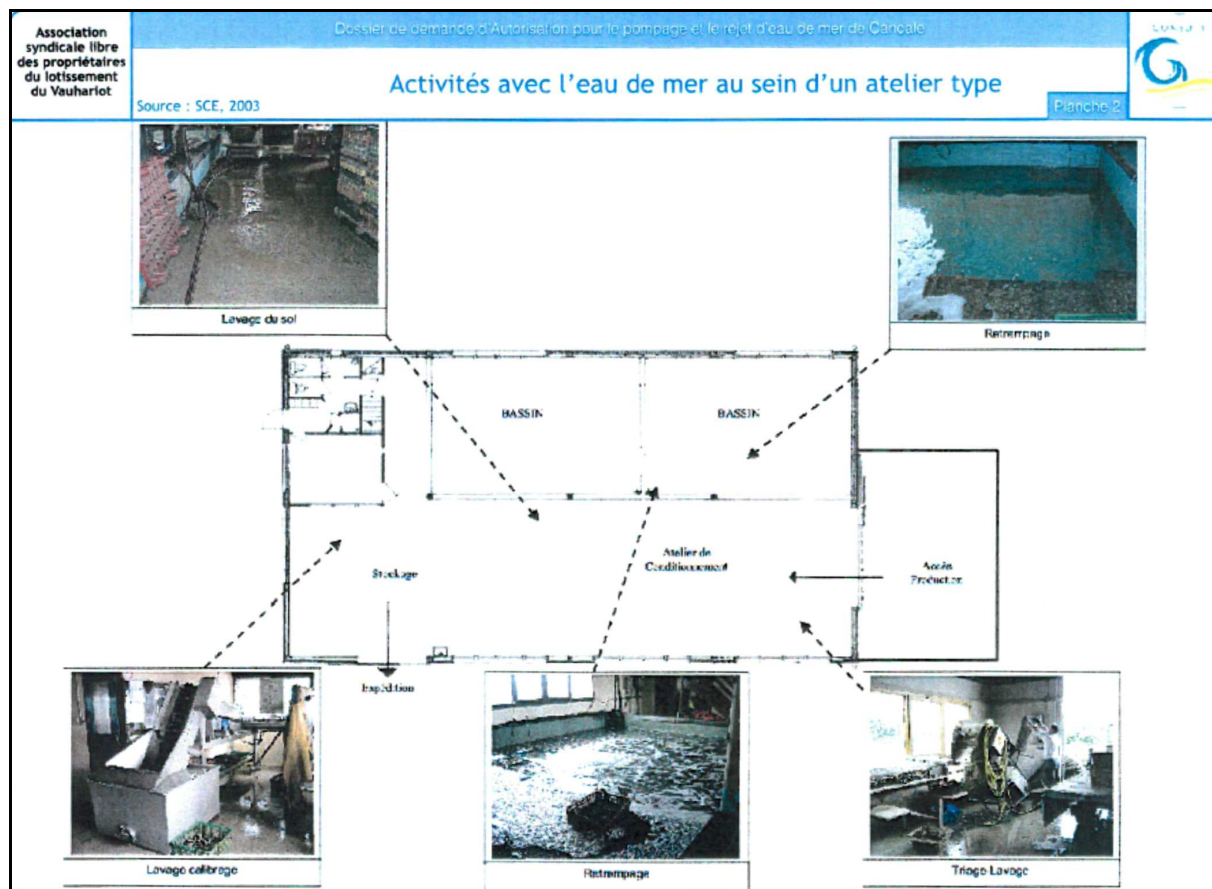 Association
syndicale libre
des propriétaires
du lotissement
du Vauhariot
Dossier de demande d'Autorisation pour le pompage et le rejet d'eau de mer de Cancale
Activités avec l'eau de mer au sein d'un atelier type
Source : SCE, 2003
Planche 2
Lavage du sol
Retrempage
BASSIN
BASSIN
Atelier de
Conditionnement
Stockage
Accès
Production
Expédition
Lavage calibrage
Retrempage
Triage-Lavage